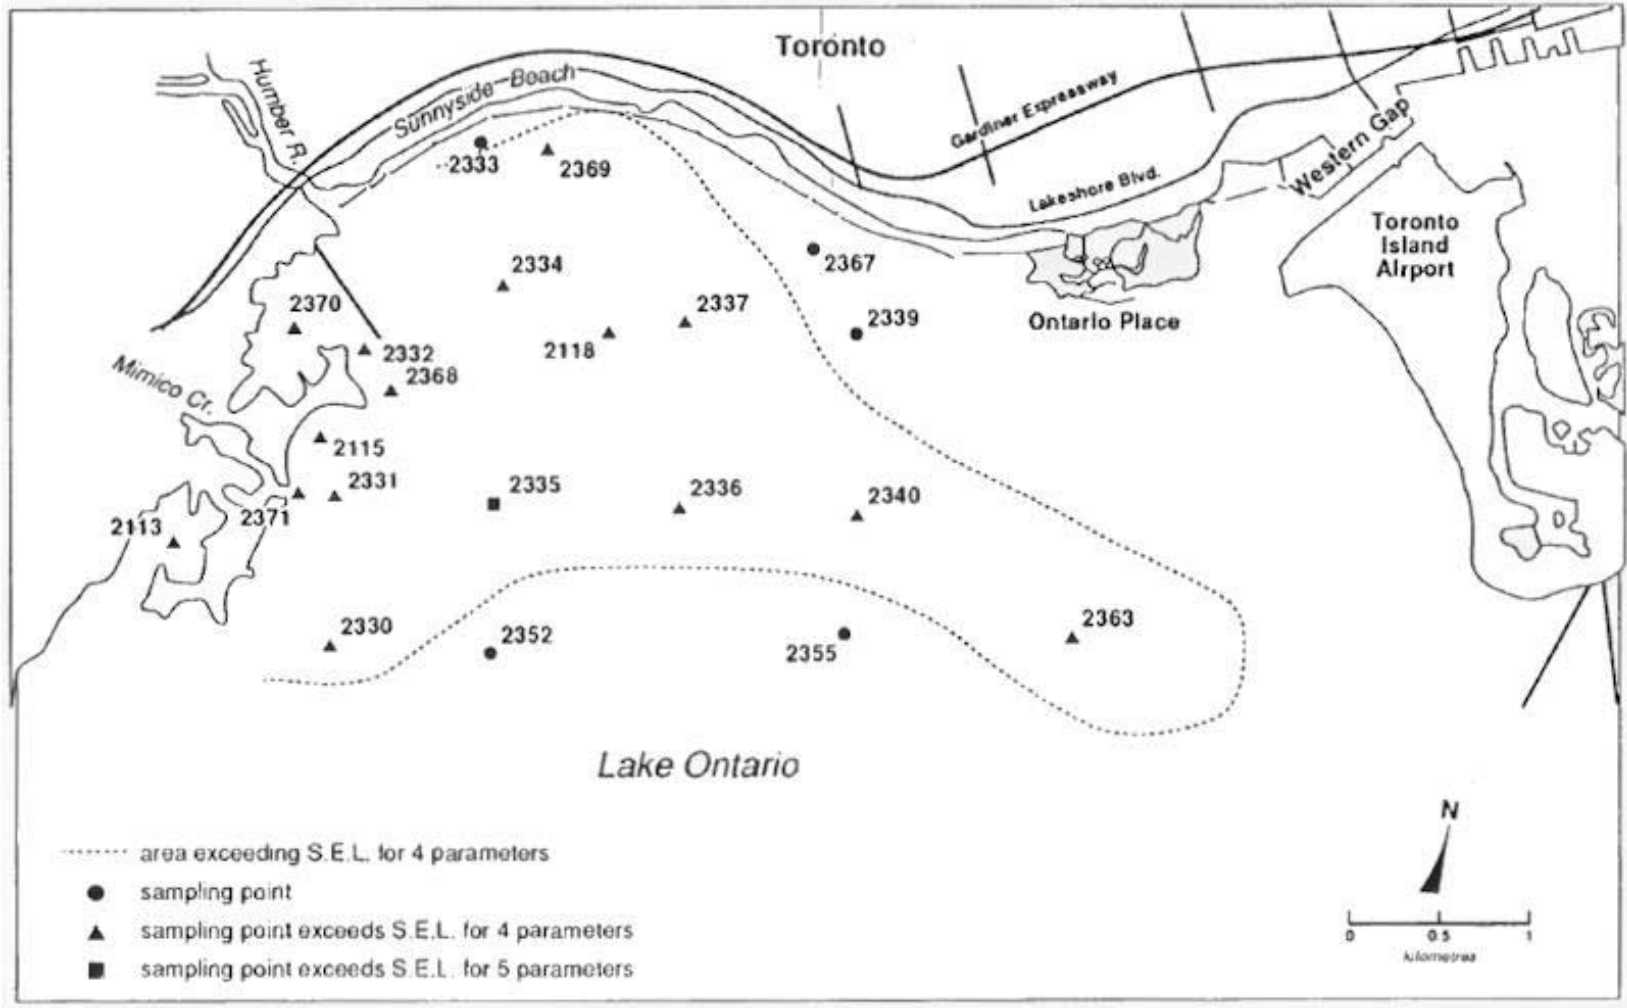 Toronto
Humber R.
Sunnyside Beach
Gardiner Expressway
Western Gap
Lakeshore Blvd.
2333
2369
Toronto
Island
Airport
2334
2367
2370
2337
2339
Ontario Place
2118
2332
2368
Mimico Cr.
2115
2331
2335
2336
2340
2371
2113
2330
2352
2355
2363
Lake Ontario
N
area exceeding S.E.L. for 4 parameters
sampling point
sampling point exceeds S.E.L. for 4 parameters
sampling point exceeds S.E.L. for 5 parameters
0 0.5 1
kilometres